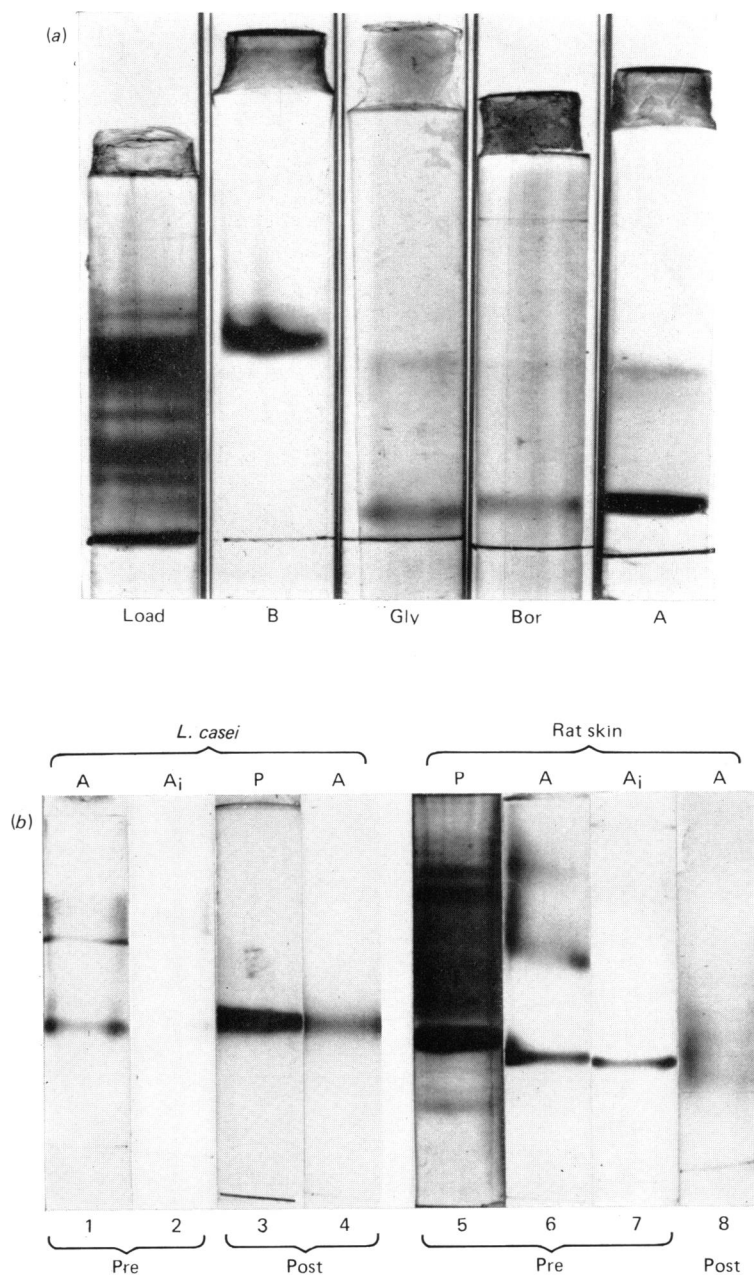 (a)
Load B Gly Bor A
L. casei Rat skin
A Ai P A P A Ai A
(b)
1 2 3 4 5 6 7 8
Pre Post Pre Post